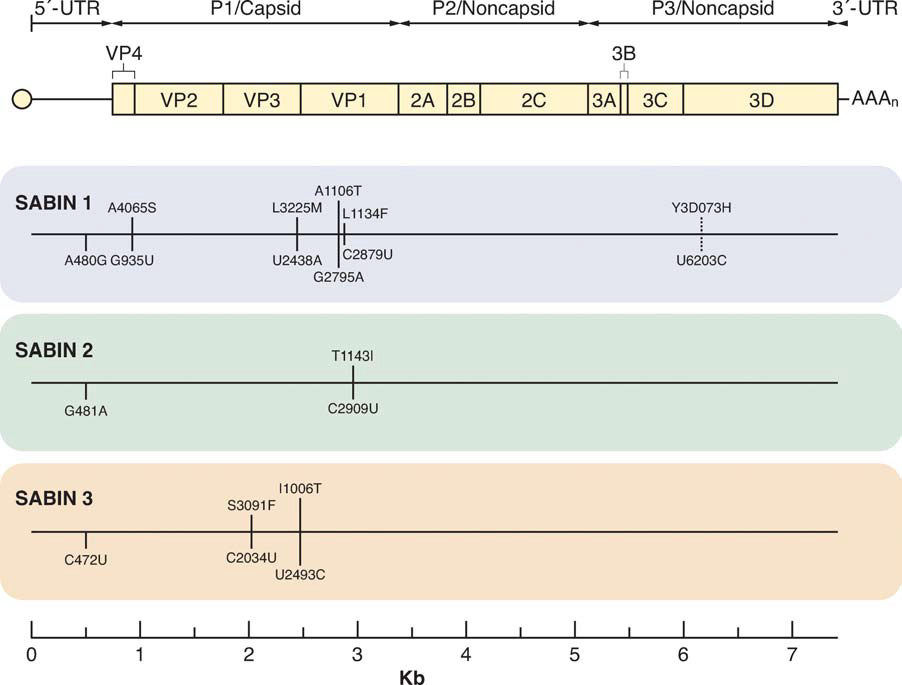 5´-UTR P1/Capsid P2/Noncapsid P3/Noncapsid 3´-UTR
VP4 3B
VP2 VP3 VP1 2A 2B 2C 3A 3C 3D AAAn
SABIN 1
A4065S L3225M A1106T L1134F Y3D073H
A480G G935U U2438A G2795A C2879U U6203C
SABIN 2
T1143I
G481A C2909U
SABIN 3
S3091F I1006T
C472U C2034U U2493C
0 1 2 3 4 5 6 7
Kb